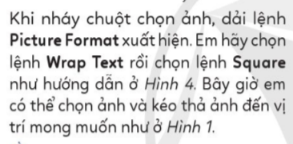 Khi nháy chuột chọn ảnh, dải lệnh
Picture Format xuất hiện. Em hãy chọn
lệnh Wrap Text rồi chọn lệnh Square
như hướng dẫn ở Hình 4. Bây giờ em
có thể chọn ảnh và kéo thả ảnh đến vị
trí mong muốn như ở Hình 1.